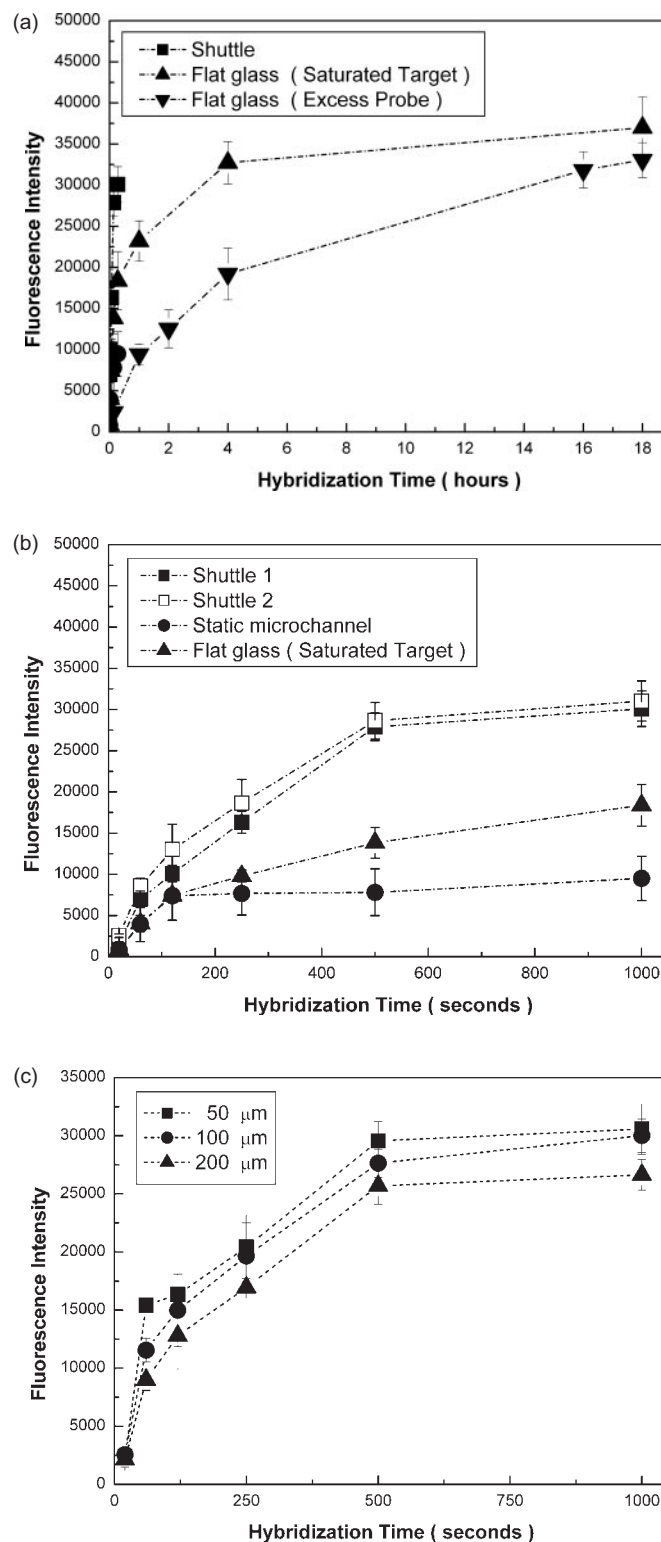 (a)
50000
45000
40000
35000
30000
25000
20000
15000
10000
5000
0
Fluorescence Intensity
Shuttle
Flat glass ( Saturated Target )
Flat glass ( Excess Probe )
0 2 4 6 8 10 12 14 16 18
Hybridization Time ( hours )
(b)
50000
45000
40000
35000
30000
25000
20000
15000
10000
5000
0
Fluorescence Intensity
Shuttle 1
Shuttle 2
Static microchannel
Flat glass ( Saturated Target )
0 200 400 600 800 1000
Hybridization Time ( seconds )
(c)
35000
30000
25000
20000
15000
10000
5000
0
Fluorescence Intensity
50 μm
100 μm
200 μm
0 250 500 750 1000
Hybridization Time ( seconds )